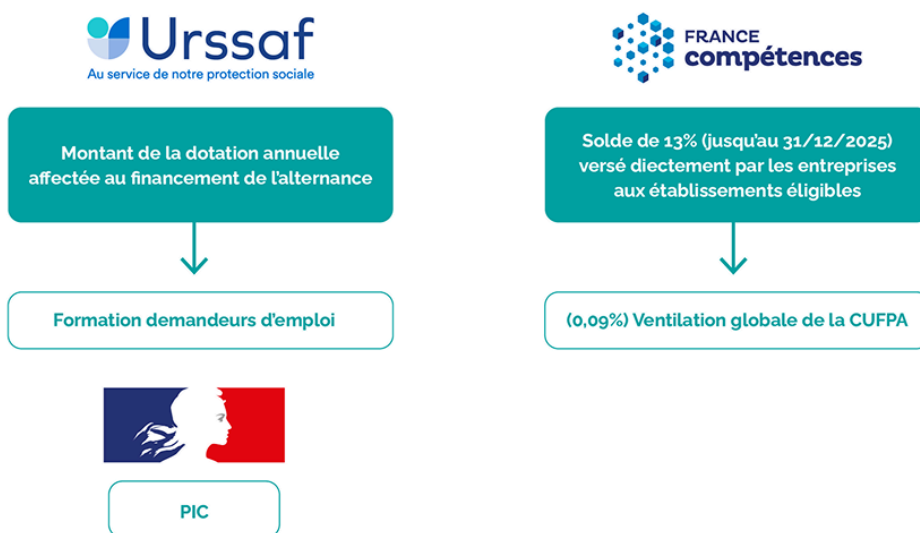 Urssaf
Au service de notre protection sociale
FRANCE
compétences
Montant de la dotation annuelle
affectée au financement de l'alternance
Solde de 13% (jusqu'au 31/12/2025)
versé diectement par les entreprises
aux établissements éligibles
Formation demandeurs d'emploi
(0,09%) Ventilation globale de la CUFPA
PIC